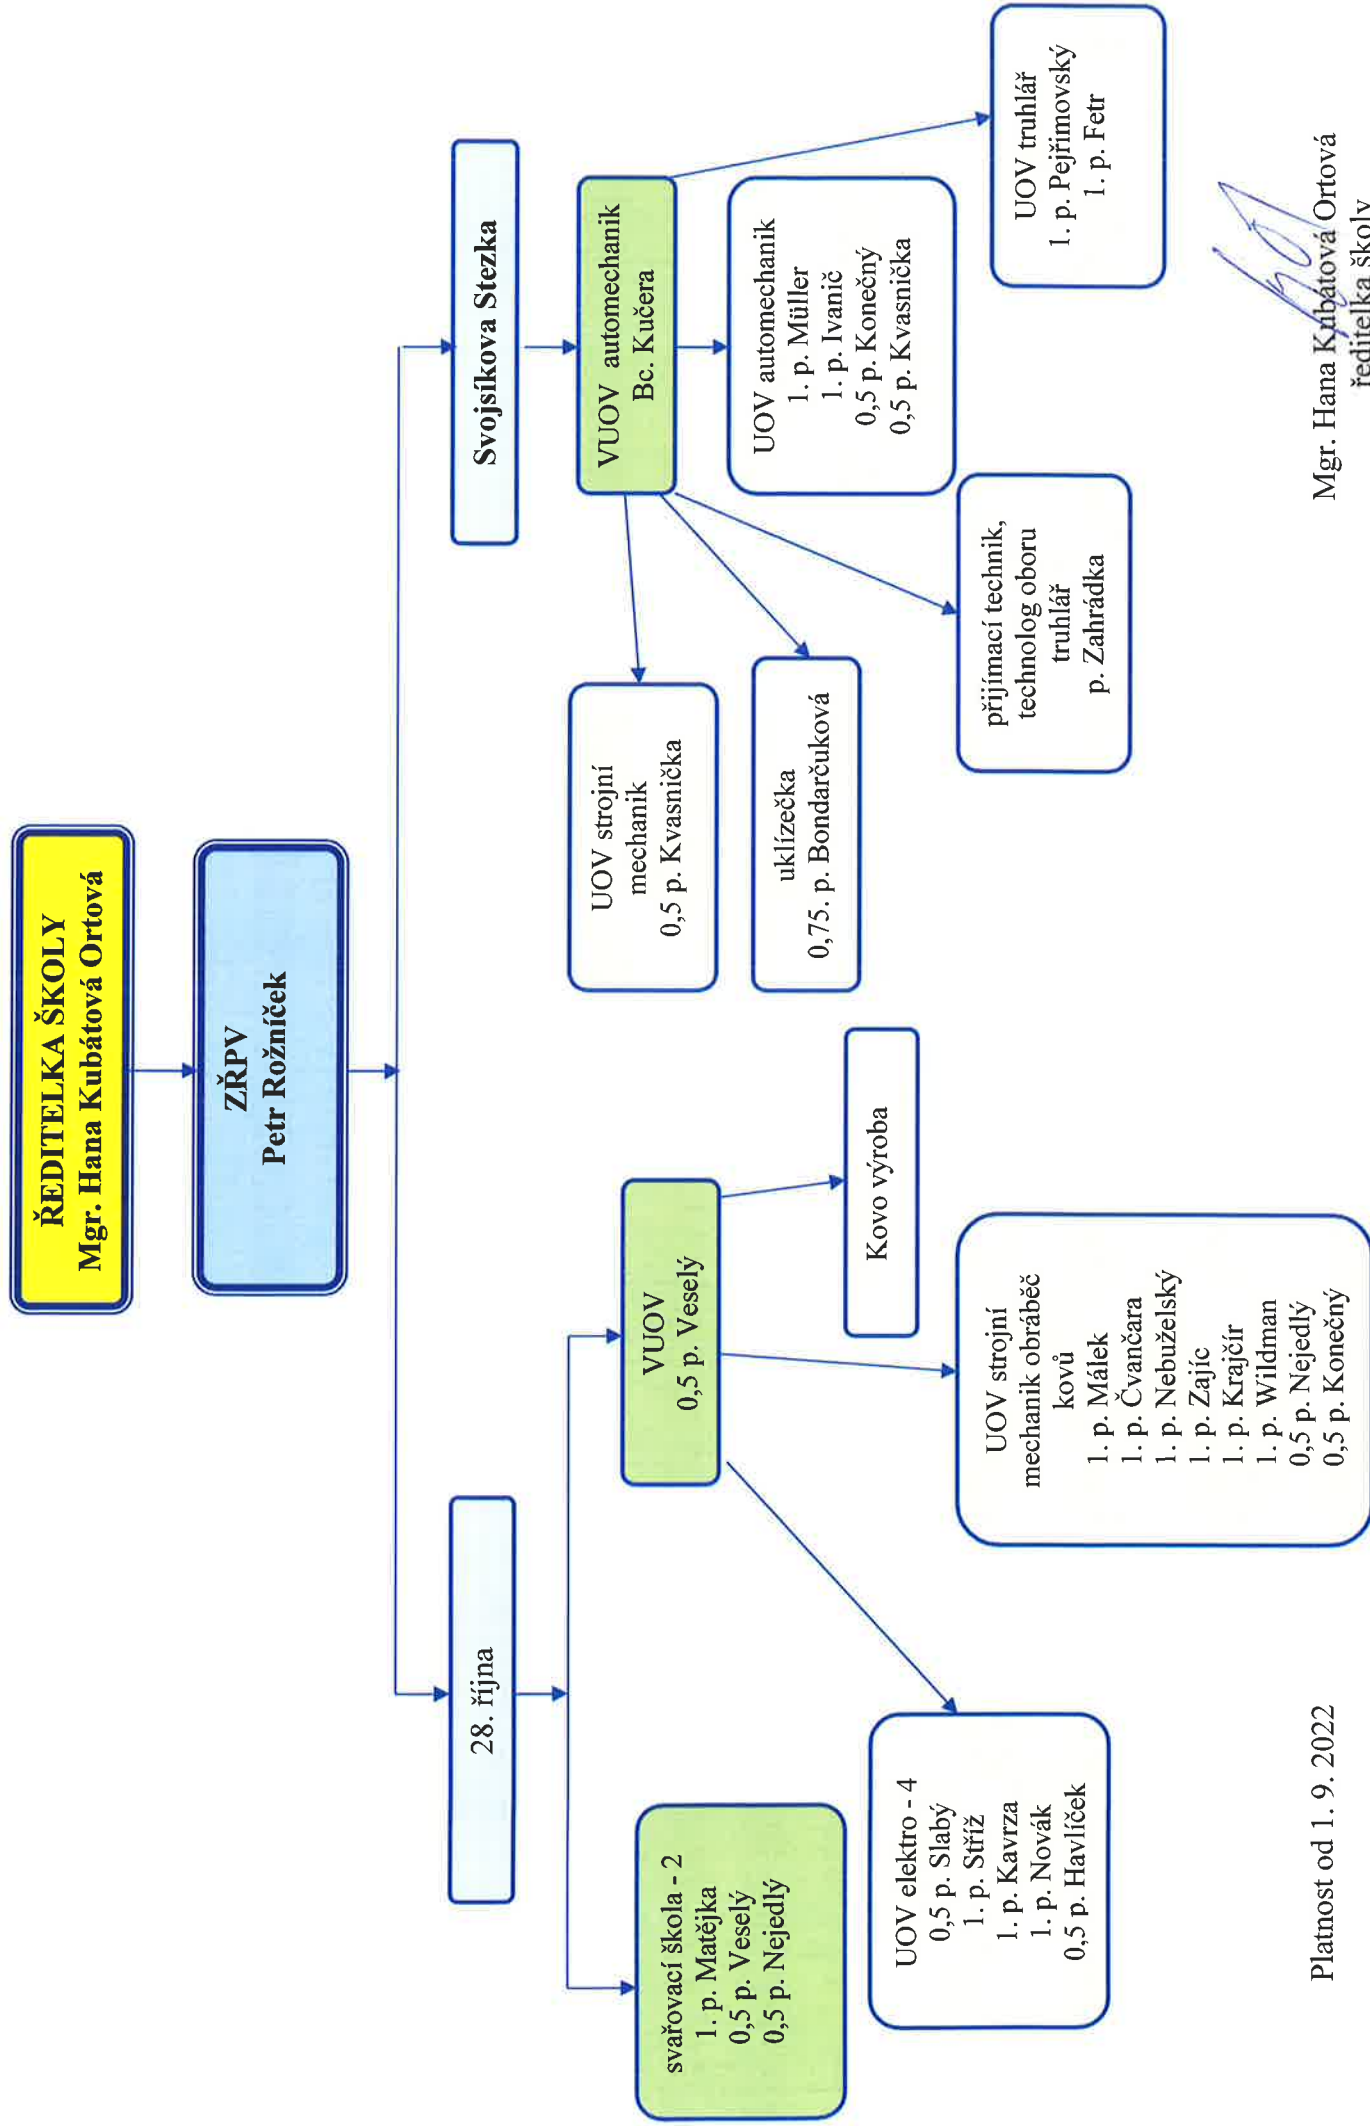 ŘEDITELKA ŠKOLY
Mgr. Hana Kubátová Ortová
ZŘPV
Petr Rožníček
28. října
Svojsíkova Stezka
svařovací škola - 2
1. p. Matějka
0,5 p. Veselý
0,5 p. Nejedlý
VUOV
0,5 p. Veselý
UOV elektro - 4
0,5 p. Slabý
1. p. Stříž
1. p. Kavrza
1. p. Novák
0,5 p. Havlíček
UOV strojní
mechanik obráběč
kovů
1. p. Málek
1. p. Čvančara
1. p. Nebuželský
1. p. Zajíc
1. p. Krajčír
1. p. Wildman
0,5 p. Nejedlý
0,5 p. Konečný
Kovo výroba
VUOV automechanik
Bc. Kučera
UOV strojní
mechanik
0,5 p. Kvasnička
uklízečka
0,75. p. Bondarčuková
přijímací technik,
technolog oboru
truhlář
p. Zahrádka
UOV automechanik
1. p. Müller
1. p. Ivanič
0,5 p. Konečný
0,5 p. Kvasnička
UOV truhlář
1. p. Pejřimovský
1. p. Fetr
Platnost od 1. 9. 2022
Mgr. Hana Kubátová Ortová
ředitelka školy